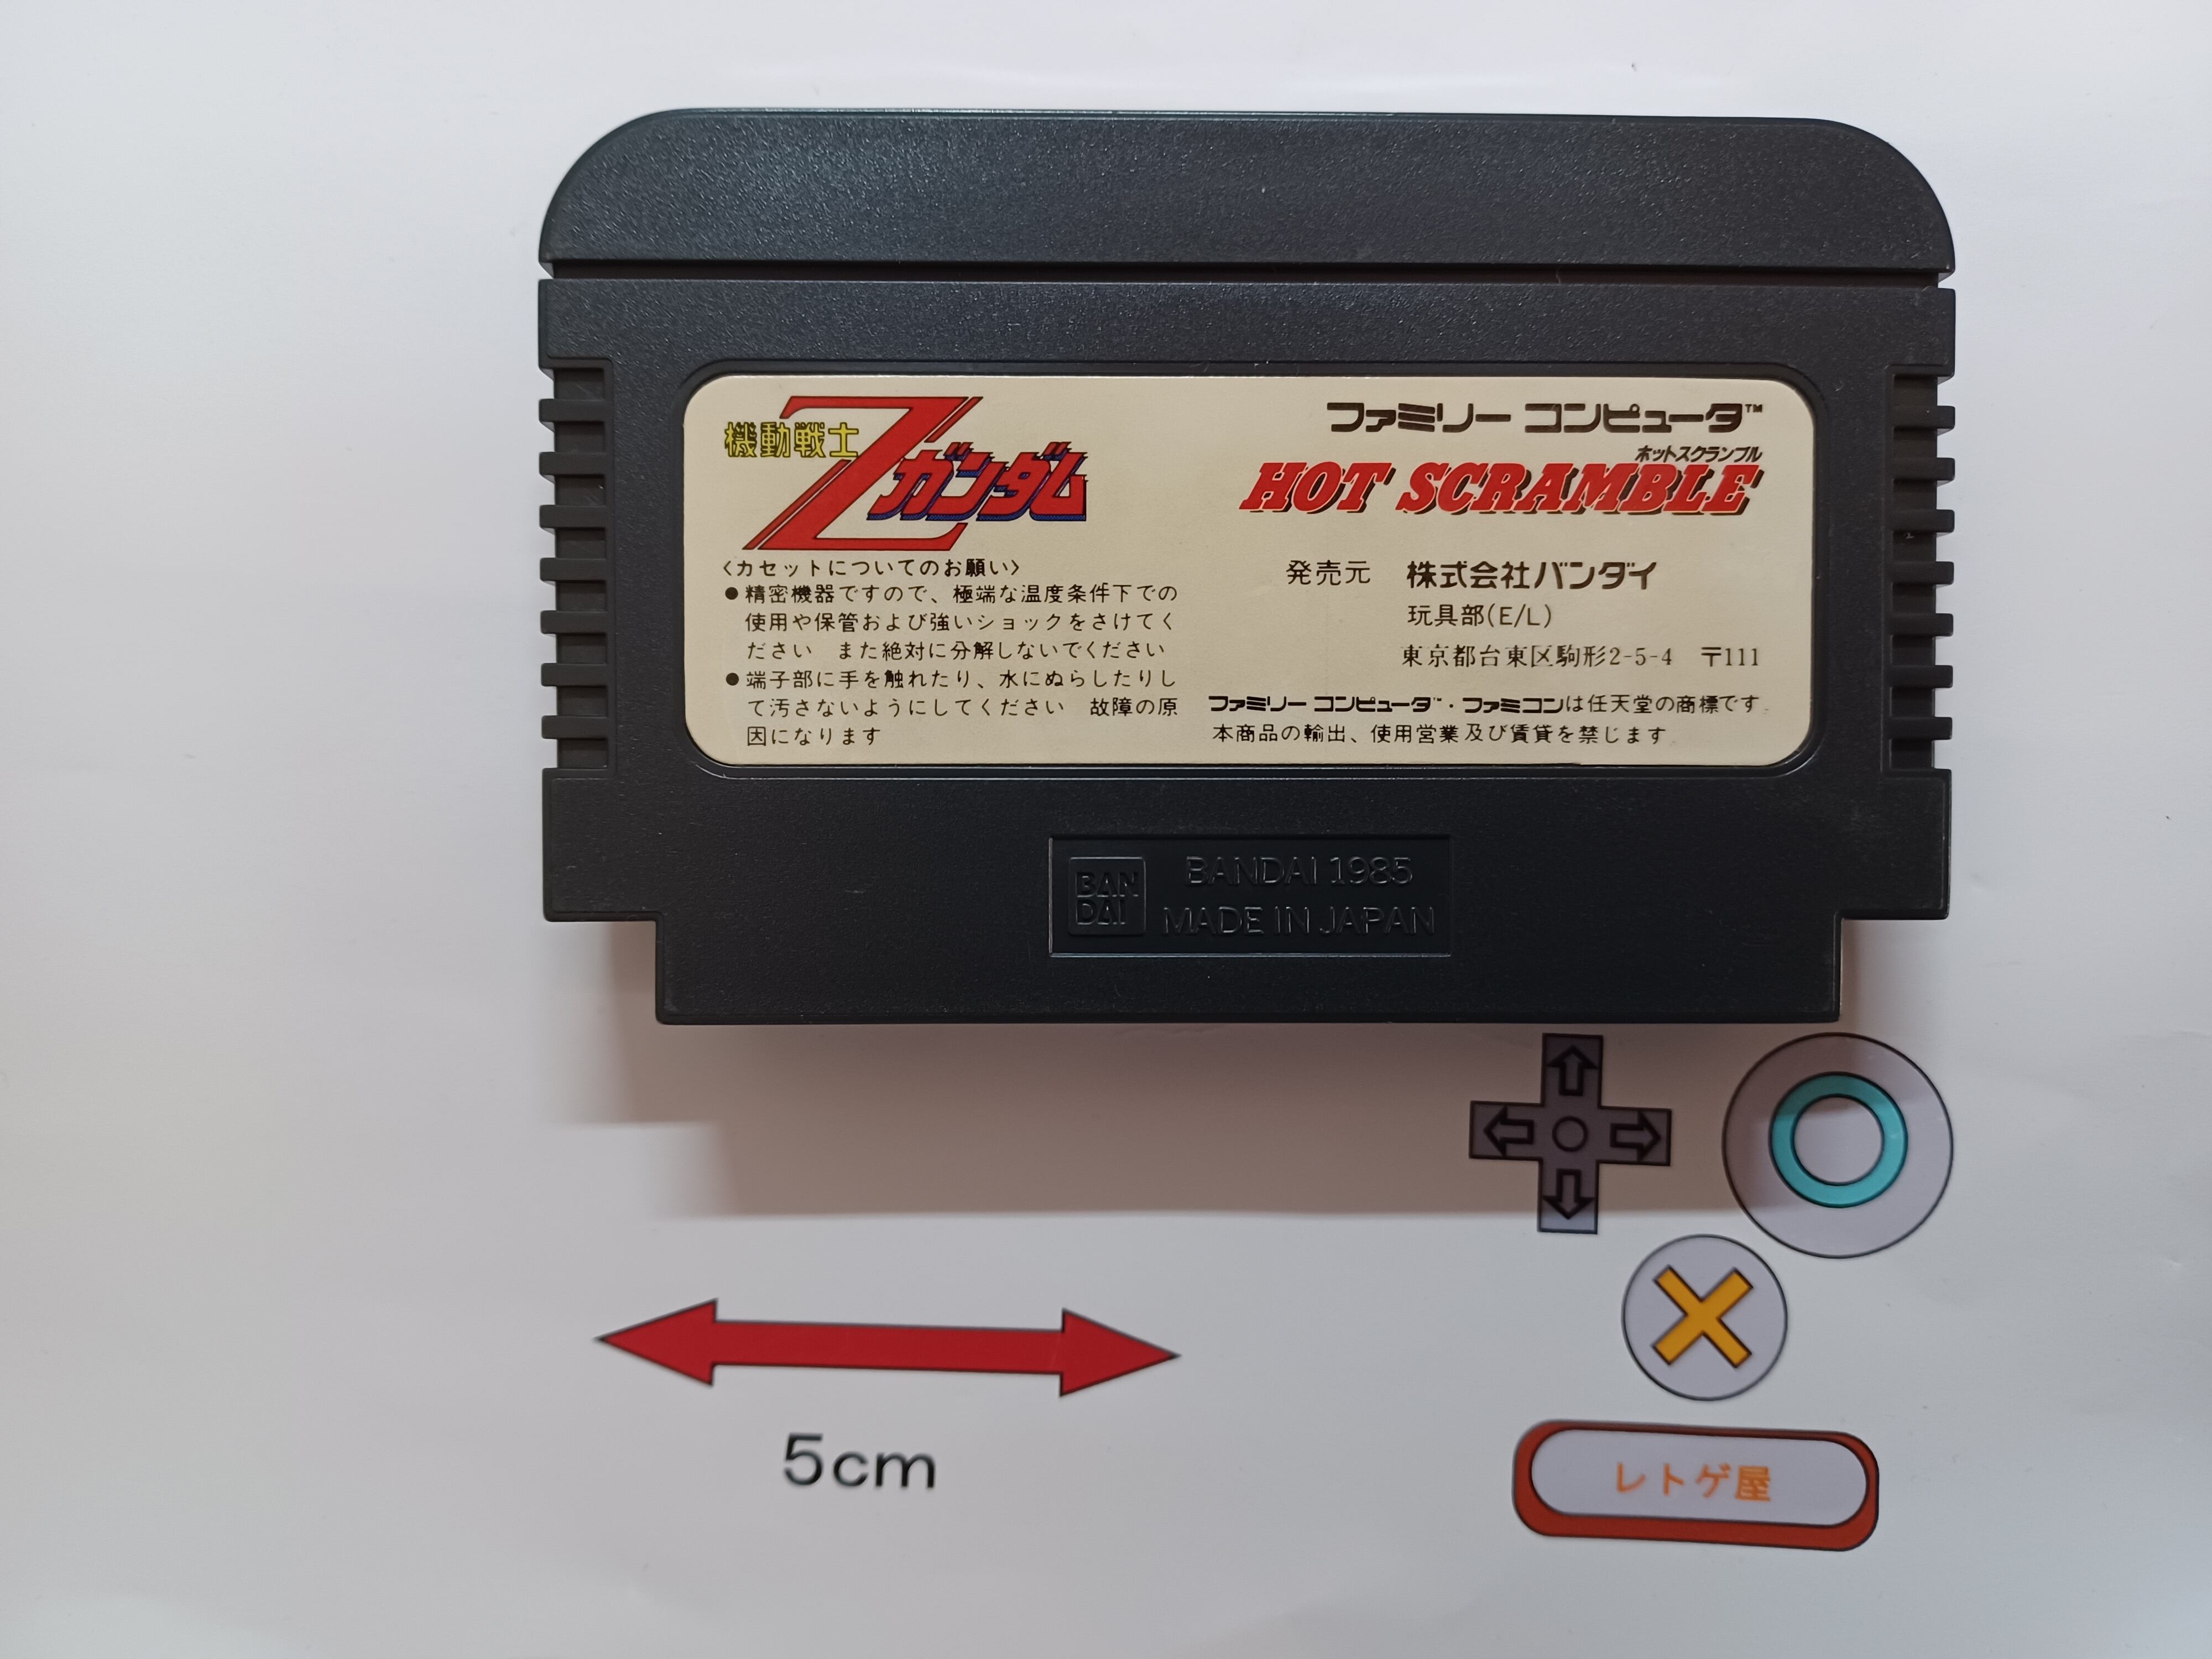 機動戦士
Zガンダム
ファミリー コンピュータ™
ホットスクランブル
HOT SCRAMBLE
〈カセットについてのお願い〉
●精密機器ですので、極端な温度条件下での
使用や保管および強いショックをさけてく
ださい　また絶対に分解しないでください
●端子部に手を触れたり、水にぬらしたりし
て汚さないようにしてください　故障の原
因になります
発売元　株式会社バンダイ
玩具部(E/L)
東京都台東区駒形2-5-4　〒111
ファミリー コンピュータ™・ファミコンは任天堂の商標です.
本商品の輸出、使用営業及び賃貸を禁じます.
BAN
DAI
BANDAI 1985
MADE IN JAPAN
5cm
レトゲ屋